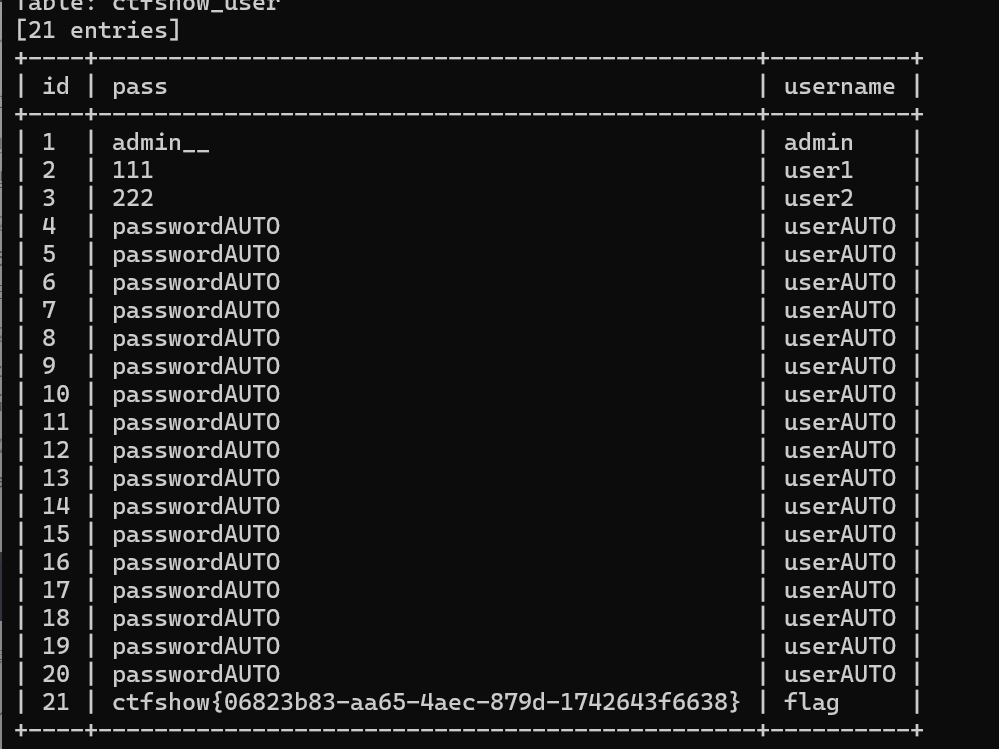 Table: ctfshow_user
[21 entries]
+----+-----------------------------------------------+----------+
| id | pass                                          | username |
+----+-----------------------------------------------+----------+
| 1  | admin__                                       | admin    |
| 2  | 111                                           | user1    |
| 3  | 222                                           | user2    |
| 4  | passwordAUTO                                  | userAUTO |
| 5  | passwordAUTO                                  | userAUTO |
| 6  | passwordAUTO                                  | userAUTO |
| 7  | passwordAUTO                                  | userAUTO |
| 8  | passwordAUTO                                  | userAUTO |
| 9  | passwordAUTO                                  | userAUTO |
| 10 | passwordAUTO                                  | userAUTO |
| 11 | passwordAUTO                                  | userAUTO |
| 12 | passwordAUTO                                  | userAUTO |
| 13 | passwordAUTO                                  | userAUTO |
| 14 | passwordAUTO                                  | userAUTO |
| 15 | passwordAUTO                                  | userAUTO |
| 16 | passwordAUTO                                  | userAUTO |
| 17 | passwordAUTO                                  | userAUTO |
| 18 | passwordAUTO                                  | userAUTO |
| 19 | passwordAUTO                                  | userAUTO |
| 20 | passwordAUTO                                  | userAUTO |
| 21 | ctfshow{06823b83-aa65-4aec-879d-1742643f6638} | flag     |
+----+-----------------------------------------------+----------+